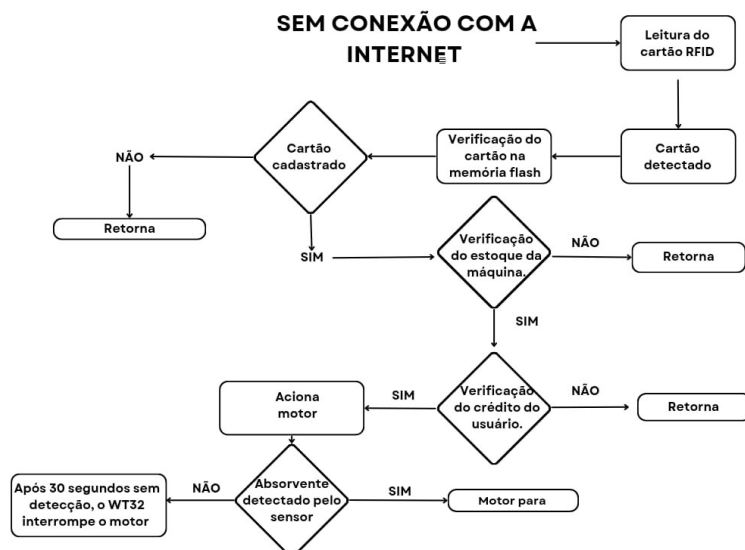 SEM CONEXÃO COM A
INTERNET
Leitura do
cartão RFID
Cartão
detectado
Verificação do
cartão na
memória flash
Cartão
cadastrado
NÃO
Retorna
SIM
Verificação
do estoque da
máquina.
NÃO
Retorna
SIM
Verificação
do crédito do
usuário.
NÃO
Retorna
SIM
Aciona
motor
Absorvente
detectado pelo
sensor
NÃO
Após 30 segundos sem
detecção, o WT32
interrompe o motor
SIM
Motor para